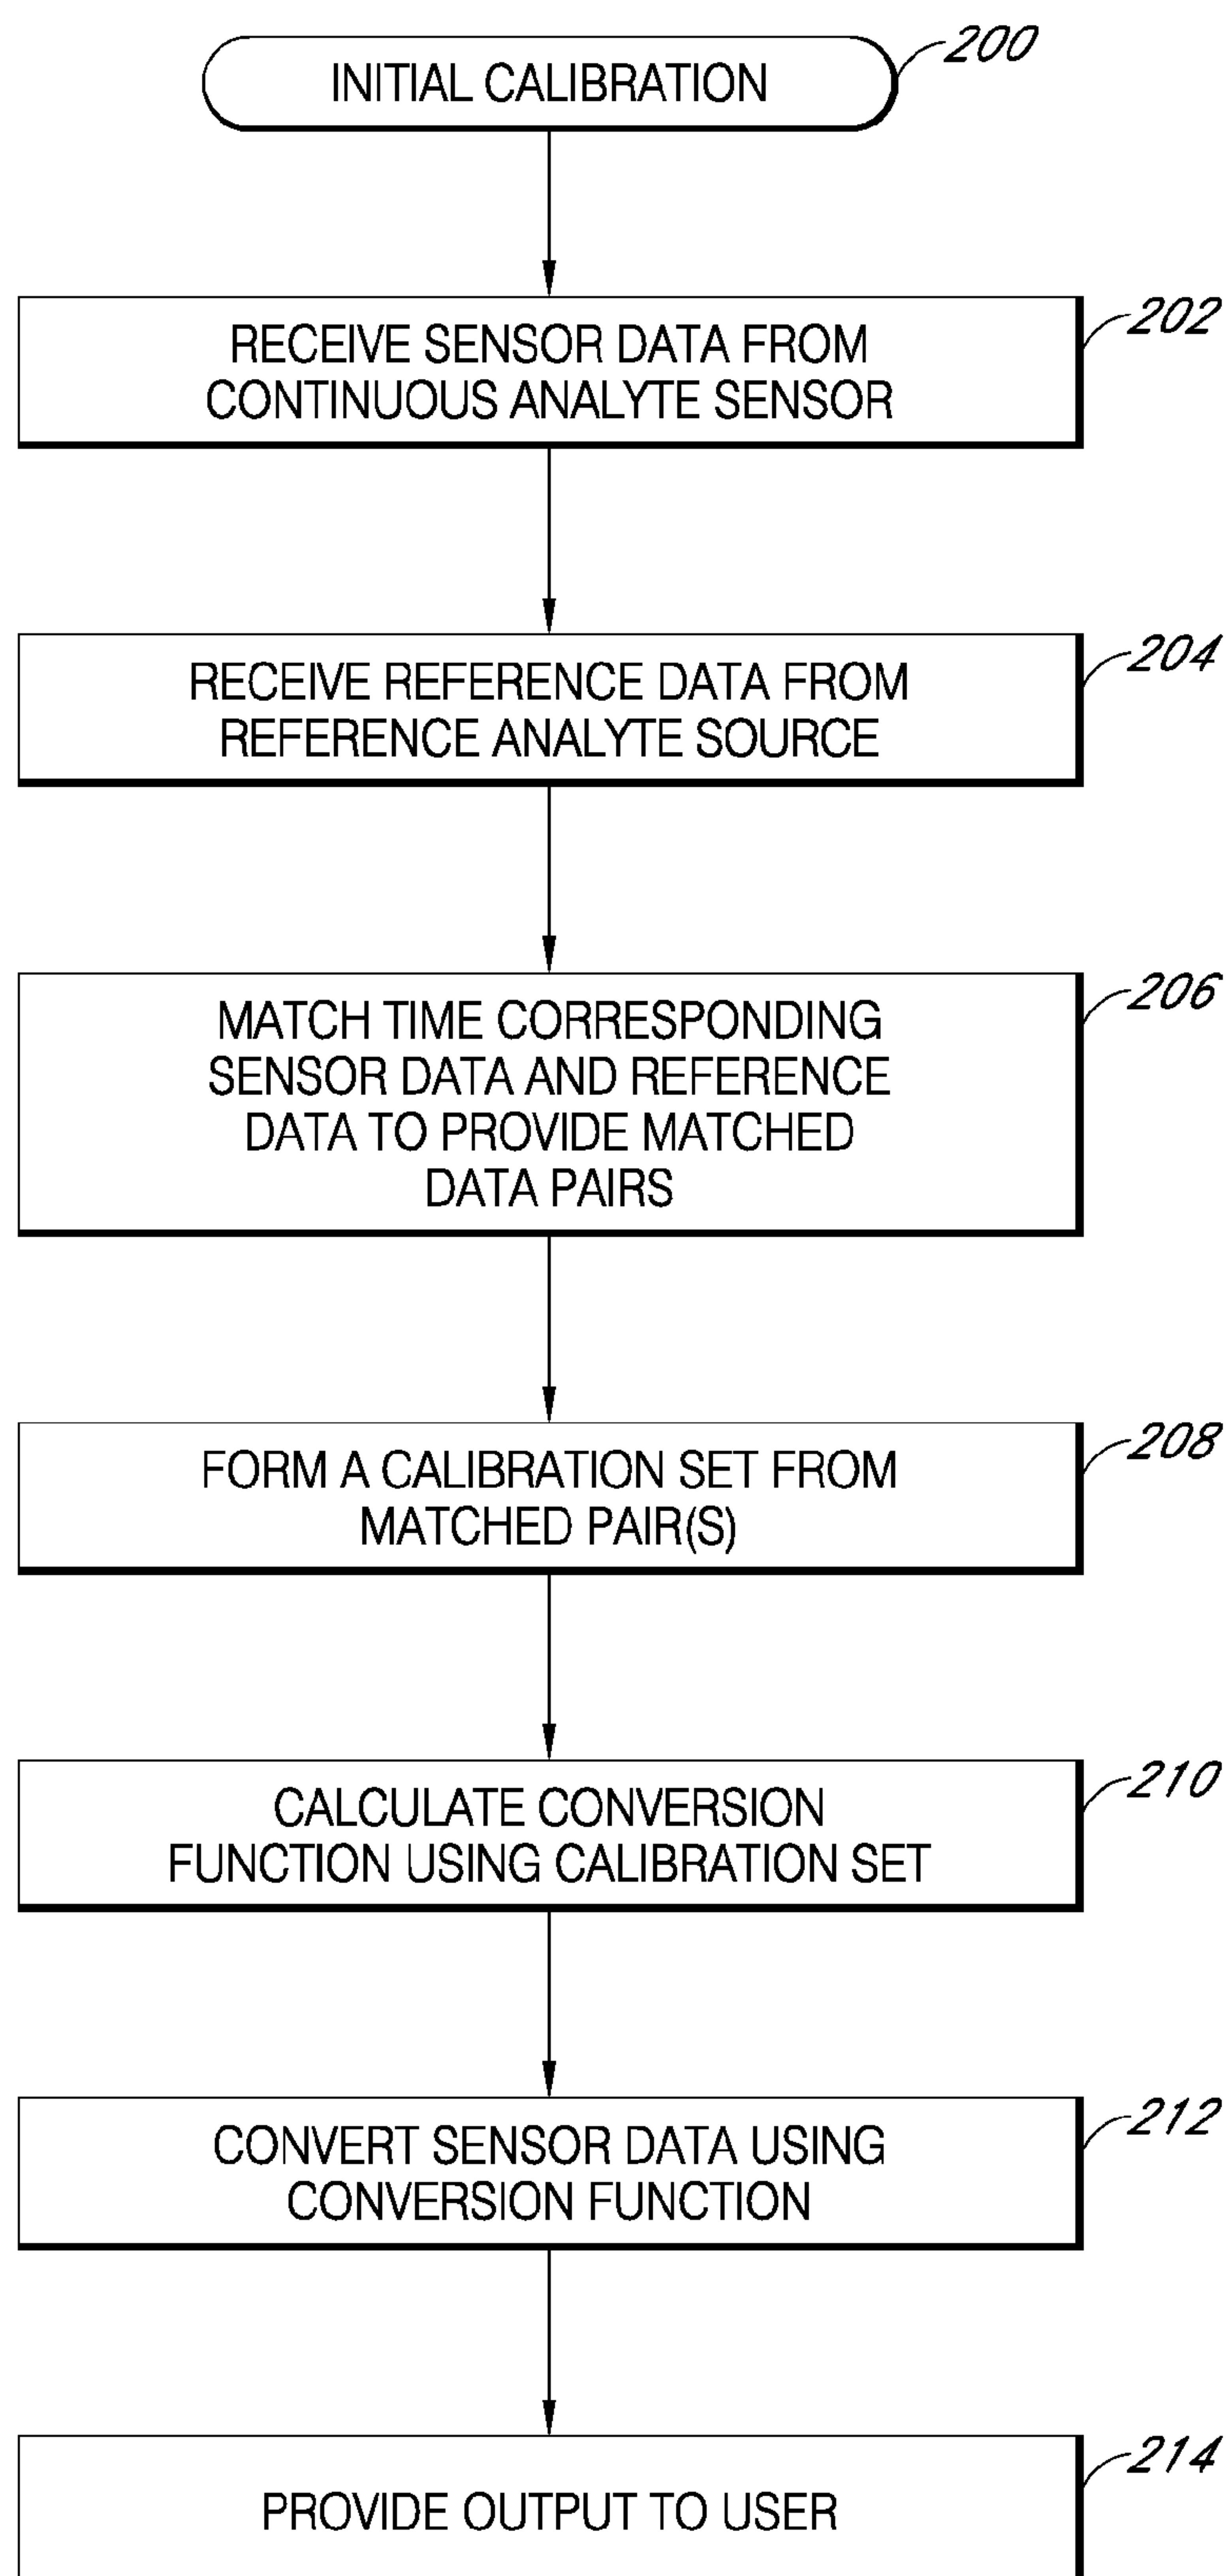 INITIAL CALIBRATION
200
RECEIVE SENSOR DATA FROM
CONTINUOUS ANALYTE SENSOR
202
RECEIVE REFERENCE DATA FROM
REFERENCE ANALYTE SOURCE
204
MATCH TIME CORRESPONDING
SENSOR DATA AND REFERENCE
DATA TO PROVIDE MATCHED
DATA PAIRS
206
FORM A CALIBRATION SET FROM
MATCHED PAIR(S)
208
CALCULATE CONVERSION
FUNCTION USING CALIBRATION SET
210
CONVERT SENSOR DATA USING
CONVERSION FUNCTION
212
PROVIDE OUTPUT TO USER
214